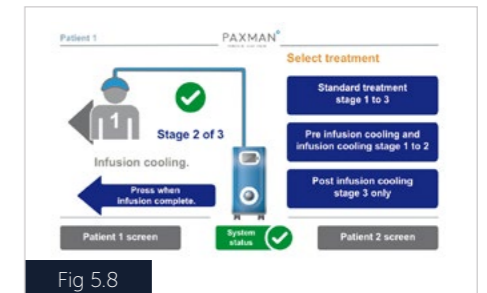 Patient 1
PAXMAN
Select treatment
1
Stage 2 of 3
Infusion cooling.
Press when
infusion complete.
Standard treatment
stage 1 to 3
Pre infusion cooling and
infusion cooling stage 1 to 2
Post infusion cooling
stage 3 only
Patient 1 screen
System
status
Patient 2 screen
Fig 5.8